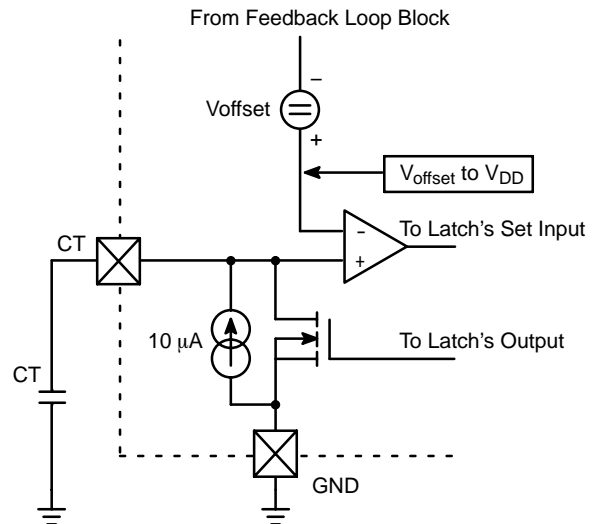 From Feedback Loop Block
−
Voffset
+
Voffset to VDD
To Latch's Set Input
−
CT
+
10 μA
To Latch's Output
CT
GND